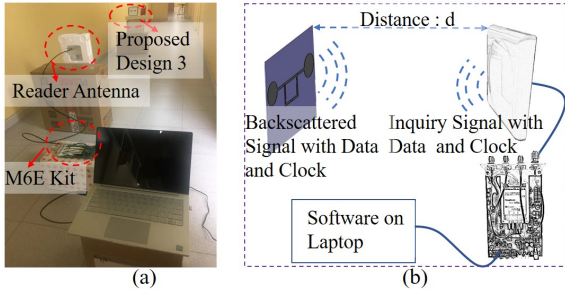 Proposed
Design 3
Reader Antenna
M6E Kit
(a)
Distance : d
Backscattered
Signal with Data
and Clock
Inquiry Signal with
Data and Clock
Software on
Laptop
(b)